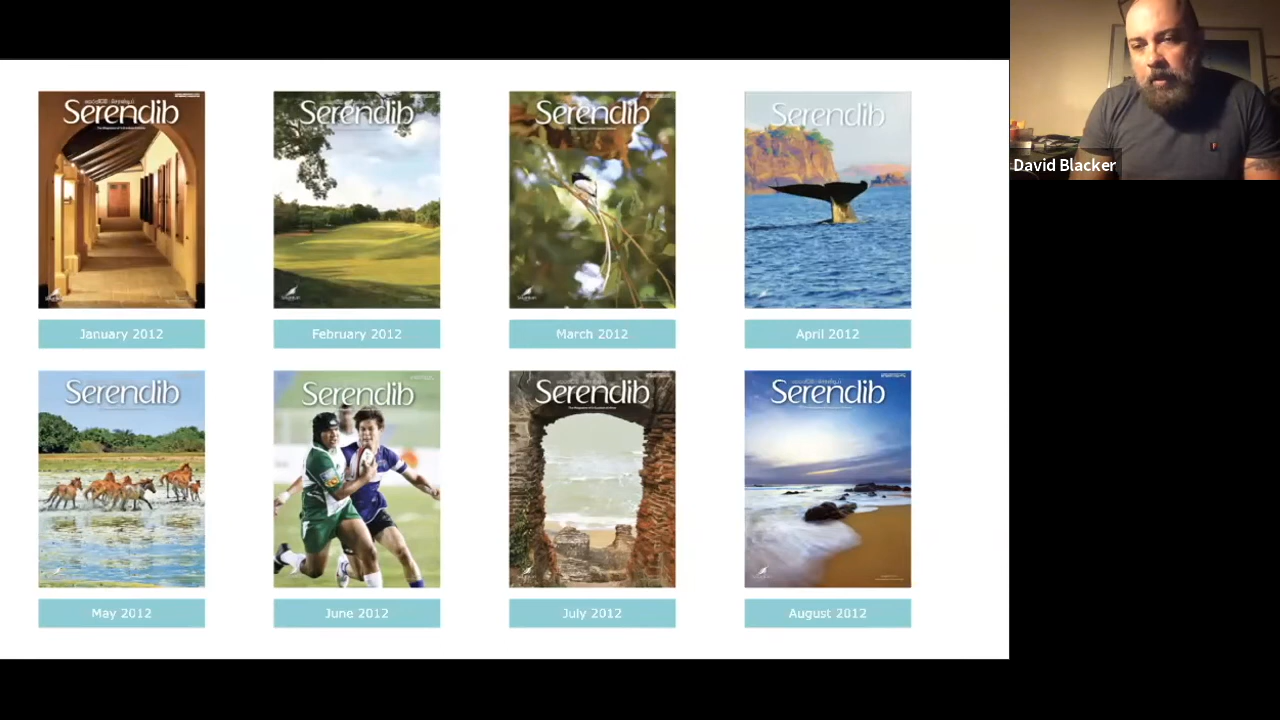 Serendib
Serendib
Serendib
Serendib
January 2012
February 2012
March 2012
April 2012
Serendib
Serendib
Serendib
Serendib
May 2012
June 2012
July 2012
August 2012
David Blacker